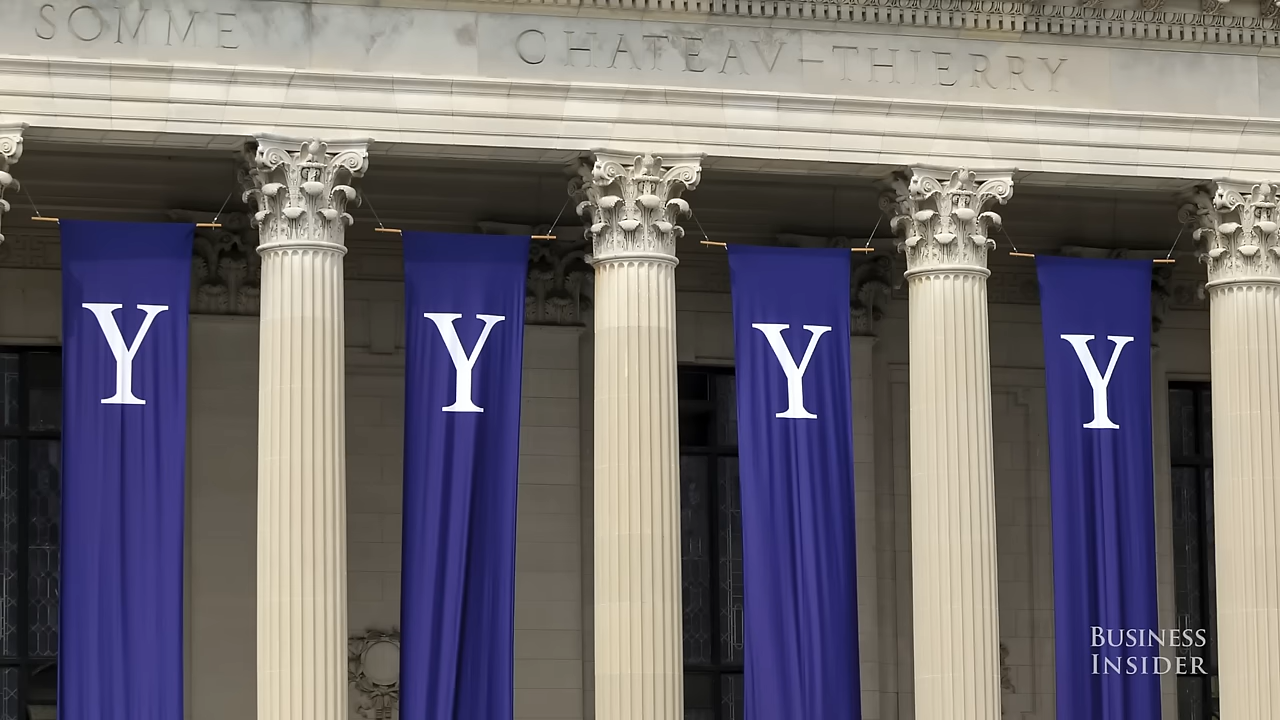 SOMME
CHATEAV-THIERRY
Y Y Y Y
BUSINESS
INSIDER